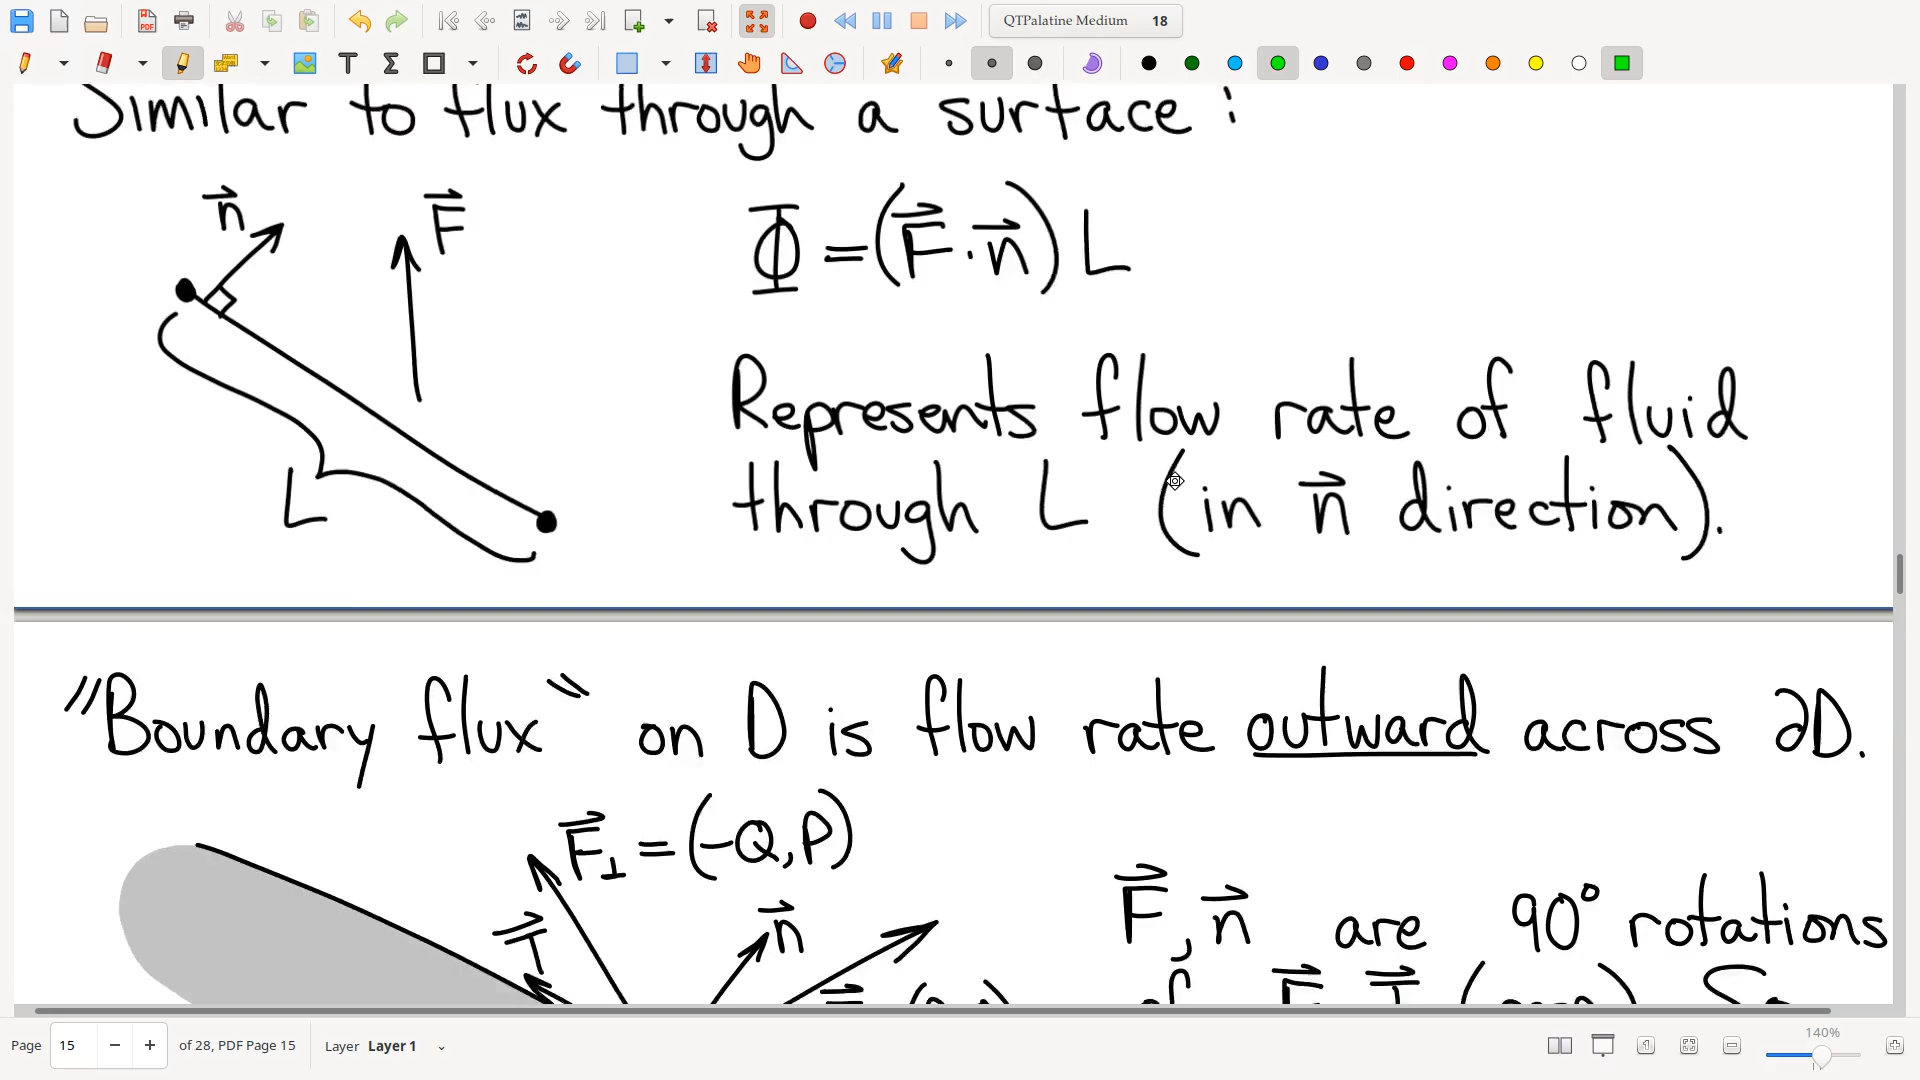 QTPalatine Medium 18
Similar to flux through a surface:
n⃗
F⃗
Φ = (F⃗ · n⃗) L
Represents flow rate of fluid
through L (in n⃗ direction).
L
"Boundary flux" on D is flow rate outward across ∂D.
F⃗⊥ = (-Q, P)
T⃗
n⃗
F⃗, n⃗ are 90° rotations
Page 15 of 28, PDF Page 15 Layer Layer 1 140%